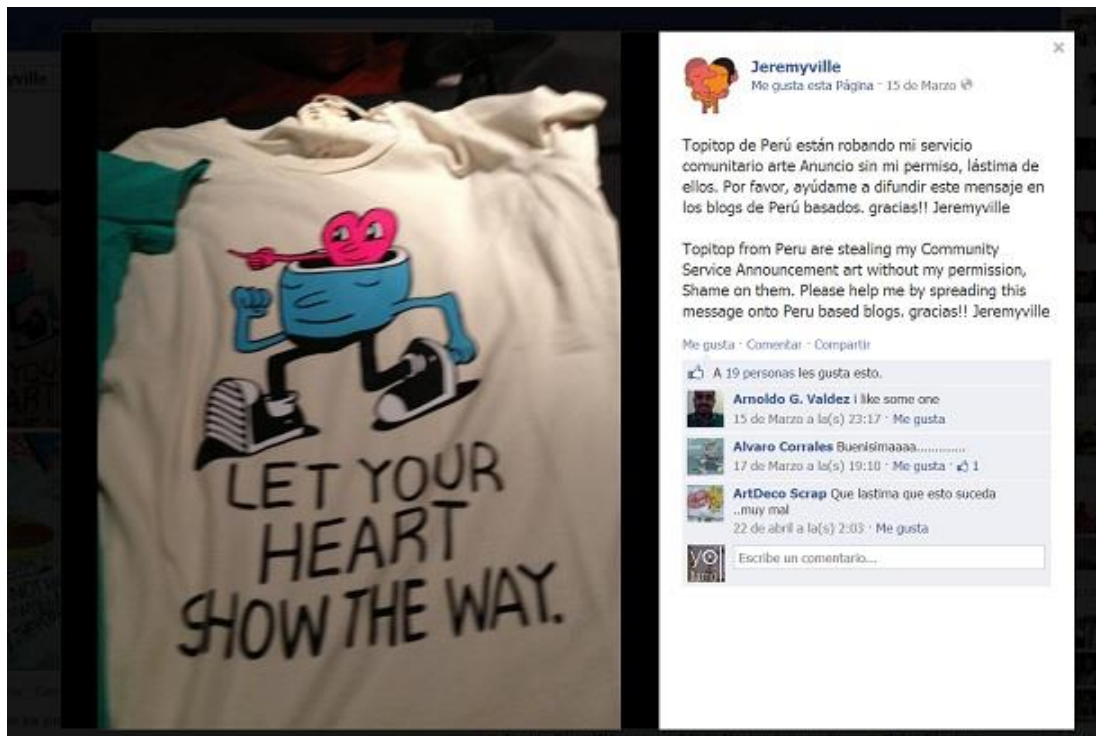 LET YOUR
HEART
SHOW THE WAY.
Jeremyville
Me gusta esta Página · 15 de Marzo
Topitop de Perú están robando mi servicio
comunitario arte Anuncio sin mi permiso, lástima de
ellos. Por favor, ayúdame a difundir este mensaje en
los blogs de Perú basados. gracias!! Jeremyville
Topitop from Peru are stealing my Community
Service Announcement art without my permission,
Shame on them. Please help me by spreading this
message onto Peru based blogs. gracias!! Jeremyville
Me gusta · Comentar · Compartir
A 19 personas les gusta esto.
Arnoldo G. Valdez i like some one
15 de Marzo a la(s) 23:17 · Me gusta
Alvaro Corrales Buenisimaaaa.............
17 de Marzo a la(s) 19:10 · Me gusta · 1
ArtDeco Scrap Que lastima que esto suceda
..muy mal
22 de abril a la(s) 2:03 · Me gusta
Escribe un comentario...